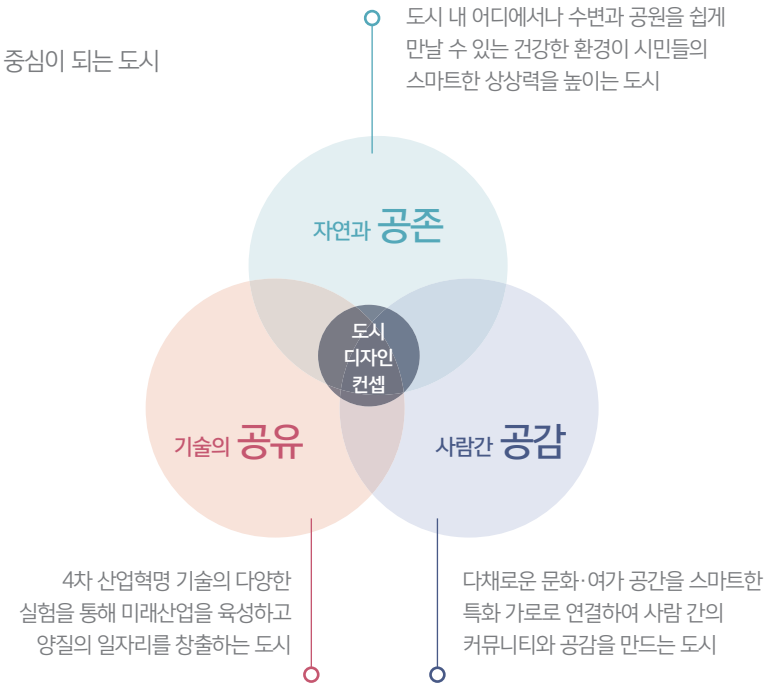 중심이 되는 도시
도시 내 어디에서나 수변과 공원을 쉽게
만날 수 있는 건강한 환경이 시민들의
스마트한 상상력을 높이는 도시
자연과 공존
도시
디자인
컨셉
기술의 공유
사람간 공감
4차 산업혁명 기술의 다양한
실험을 통해 미래산업을 육성하고
양질의 일자리를 창출하는 도시
다채로운 문화·여가 공간을 스마트한
특화 가로로 연결하여 사람 간의
커뮤니티와 공감을 만드는 도시